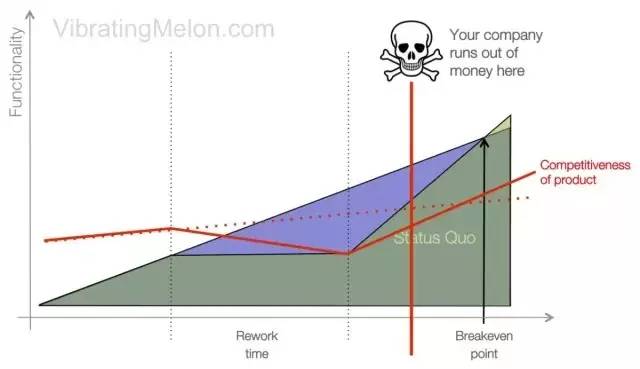 VibratingMelon.com
Your company
runs out of
money here
Functionality
Competitiveness
of product
Status Quo
Rework
time
Breakeven
point